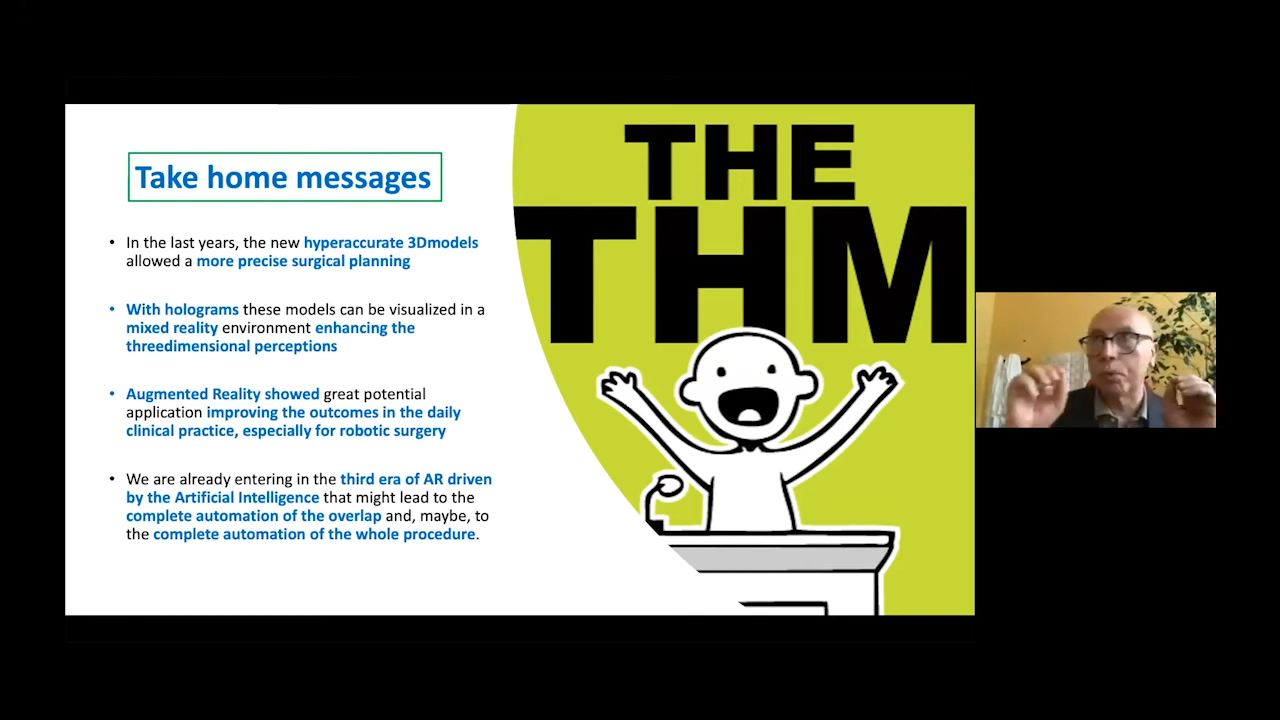 Take home messages
• In the last years, the new hyperaccurate 3Dmodels
allowed a more precise surgical planning
• With holograms these models can be visualized in a
mixed reality environment enhancing the
threedimensional perceptions
• Augmented Reality showed great potential
application improving the outcomes in the daily
clinical practice, especially for robotic surgery
• We are already entering in the third era of AR driven
by the Artificial Intelligence that might lead to the
complete automation of the overlap and, maybe, to
the complete automation of the whole procedure.
THE
THM